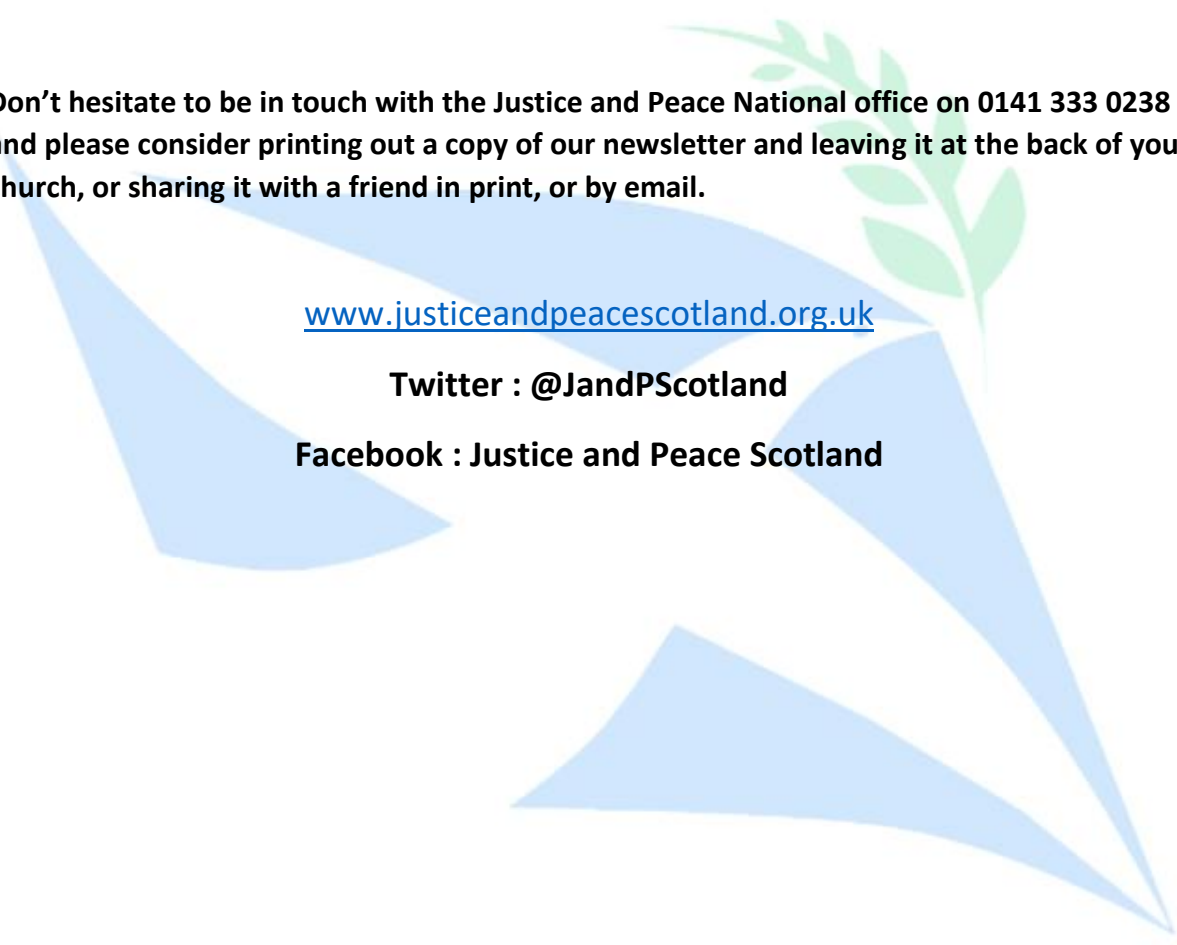 Don’t hesitate to be in touch with the Justice and Peace National office on 0141 333 0238
and please consider printing out a copy of our newsletter and leaving it at the back of you
church, or sharing it with a friend in print, or by email.
www.justiceandpeacescotland.org.uk
Twitter : @JandPScotland
Facebook : Justice and Peace Scotland